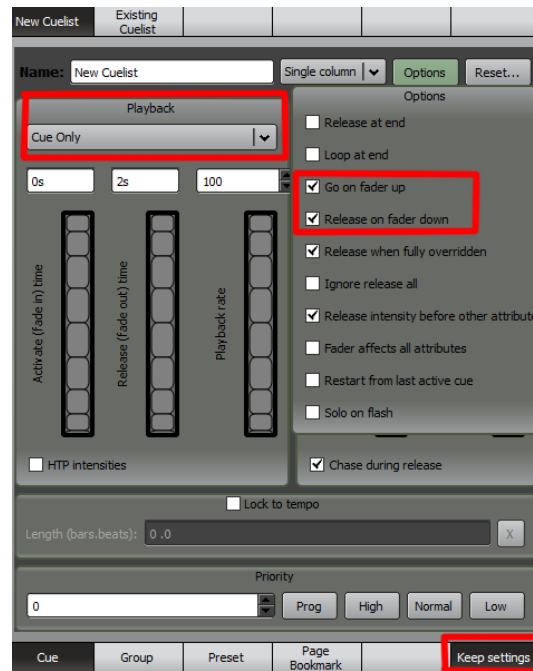 New Cuelist
Existing
Cuelist
Name:
New Cuelist
Single column
Options
Reset...
Playback
Cue Only
0s
2s
100
Activate (fade in) time
Release (fade out) time
Playback rate
HTP intensities
Options
Release at end
Loop at end
Go on fader up
Release on fader down
Release when fully overridden
Ignore release all
Release intensity before other attribut
Fader affects all attributes
Restart from last active cue
Solo on flash
Chase during release
Lock to tempo
Length (bars.beats):
0 .0
X
Priority
0
Prog
High
Normal
Low
Cue
Group
Preset
Page
Bookmark
Keep settings